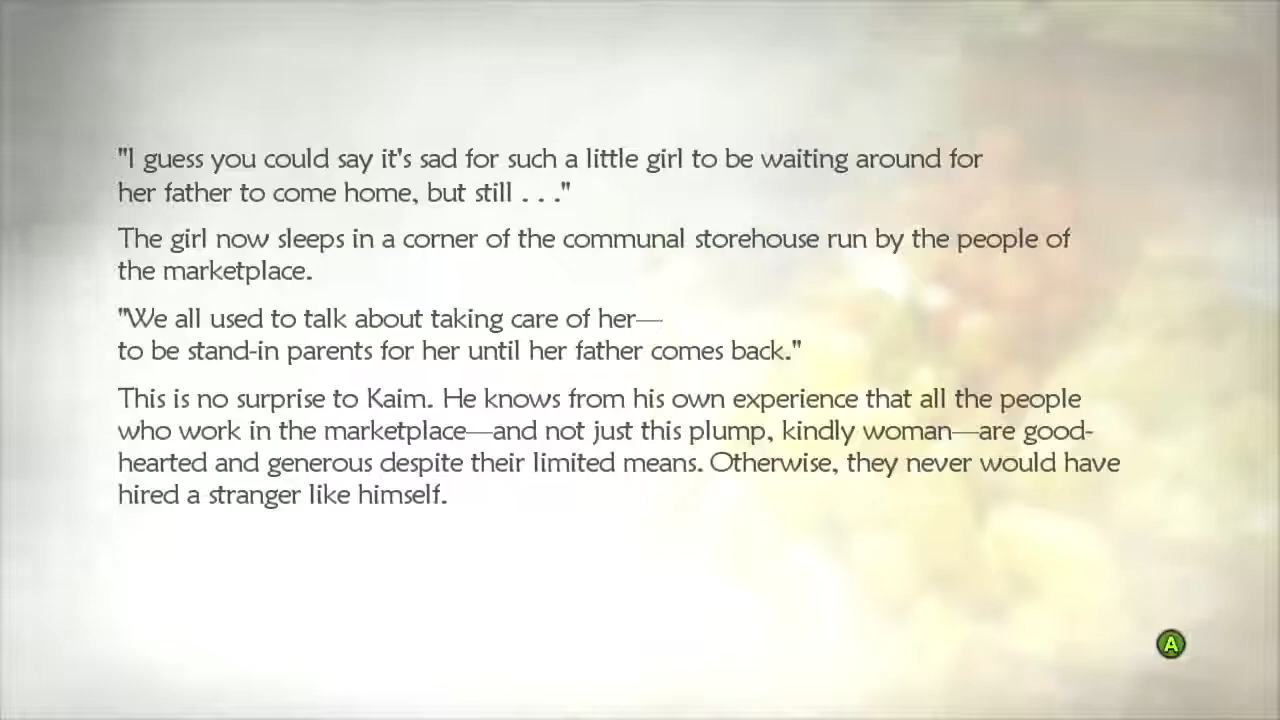 "I guess you could say it's sad for such a little girl to be waiting around for
her father to come home, but still . . ."
The girl now sleeps in a corner of the communal storehouse run by the people of
the marketplace.
"We all used to talk about taking care of her—
to be stand-in parents for her until her father comes back."
This is no surprise to Kaim. He knows from his own experience that all the people
who work in the marketplace—and not just this plump, kindly woman—are good-
hearted and generous despite their limited means. Otherwise, they never would have
hired a stranger like himself.
A